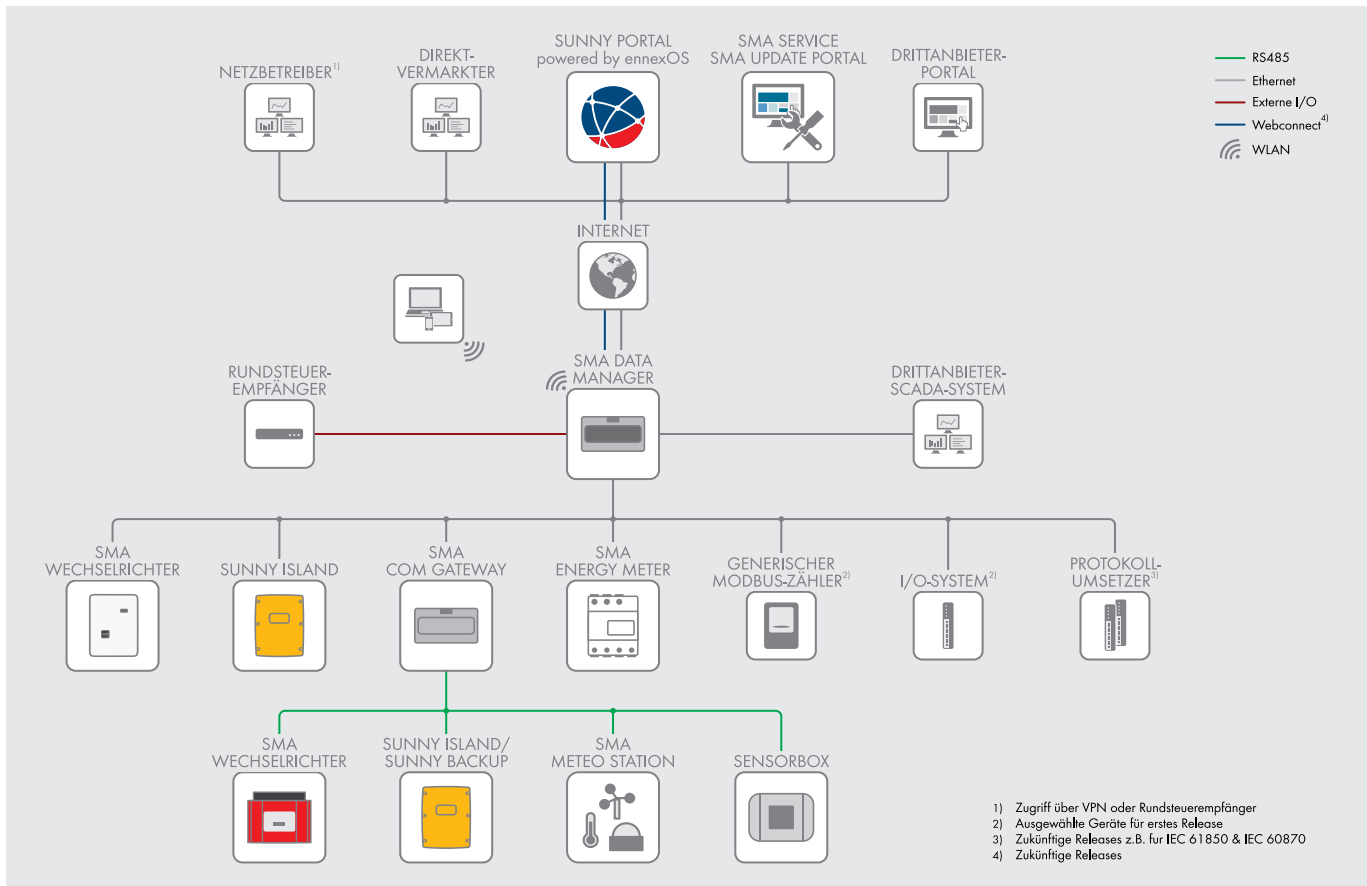 NETZBETREIBER1)
DIREKT-
VERMARKTER
SUNNY PORTAL
powered by ennexOS
SMA SERVICE
SMA UPDATE PORTAL
DRITTANBIETER-
PORTAL
RS485
Ethernet
Externe I/O
Webconnect4)
WLAN
INTERNET
RUNDSTEUER-
EMPFÄNGER
SMA DATA
MANAGER
DRITTANBIETER-
SCADA-SYSTEM
SMA
WECHSELRICHTER
SUNNY ISLAND
SMA
COM GATEWAY
SMA
ENERGY METER
GENERISCHER
MODBUS-ZÄHLER2)
I/O-SYSTEM2)
PROTOKOLL-
UMSETZER3)
SMA
WECHSELRICHTER
SUNNY ISLAND/
SUNNY BACKUP
SMA
METEO STATION
SENSORBOX
1) Zugriff über VPN oder Rundsteuerempfänger
2) Ausgewählte Geräte für erstes Release
3) Zukünftige Releases z.B. fur IEC 61850 & IEC 60870
4) Zukünftige Releases